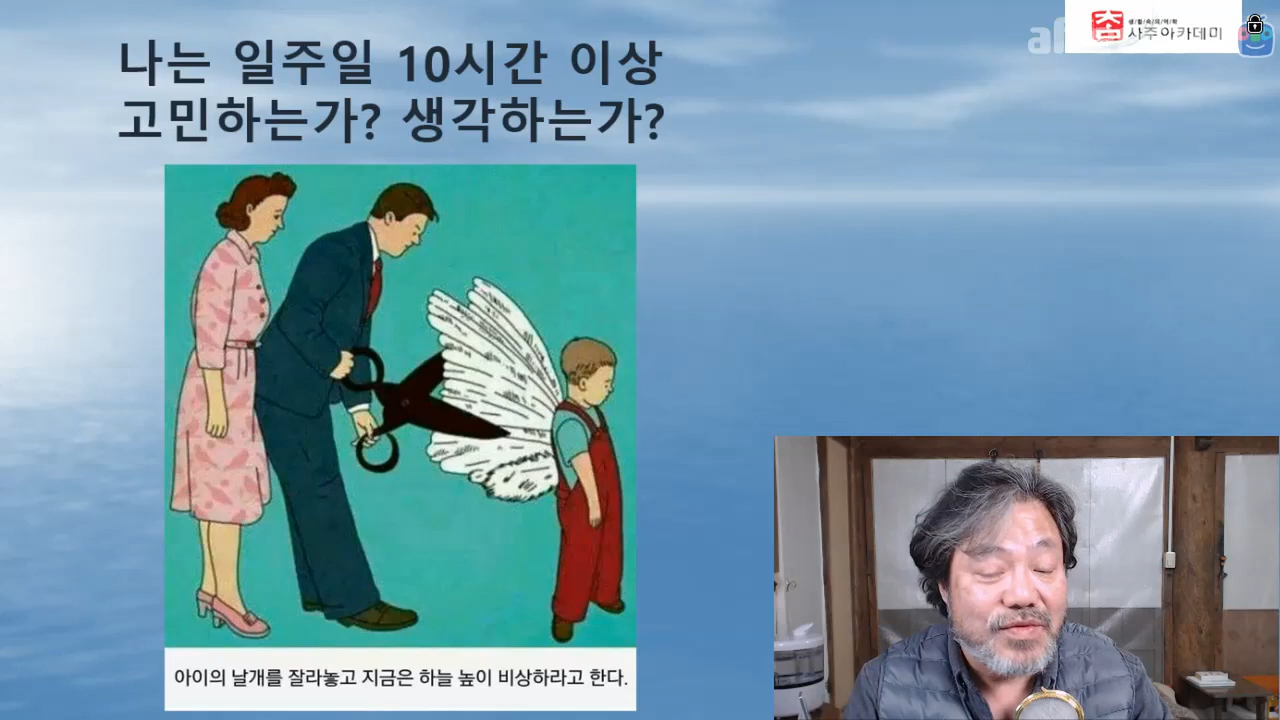 나는 일주일 10시간 이상
고민하는가? 생각하는가?
사주아카데미
아이의 날개를 잘라놓고 지금은 하늘 높이 비상하라고 한다.